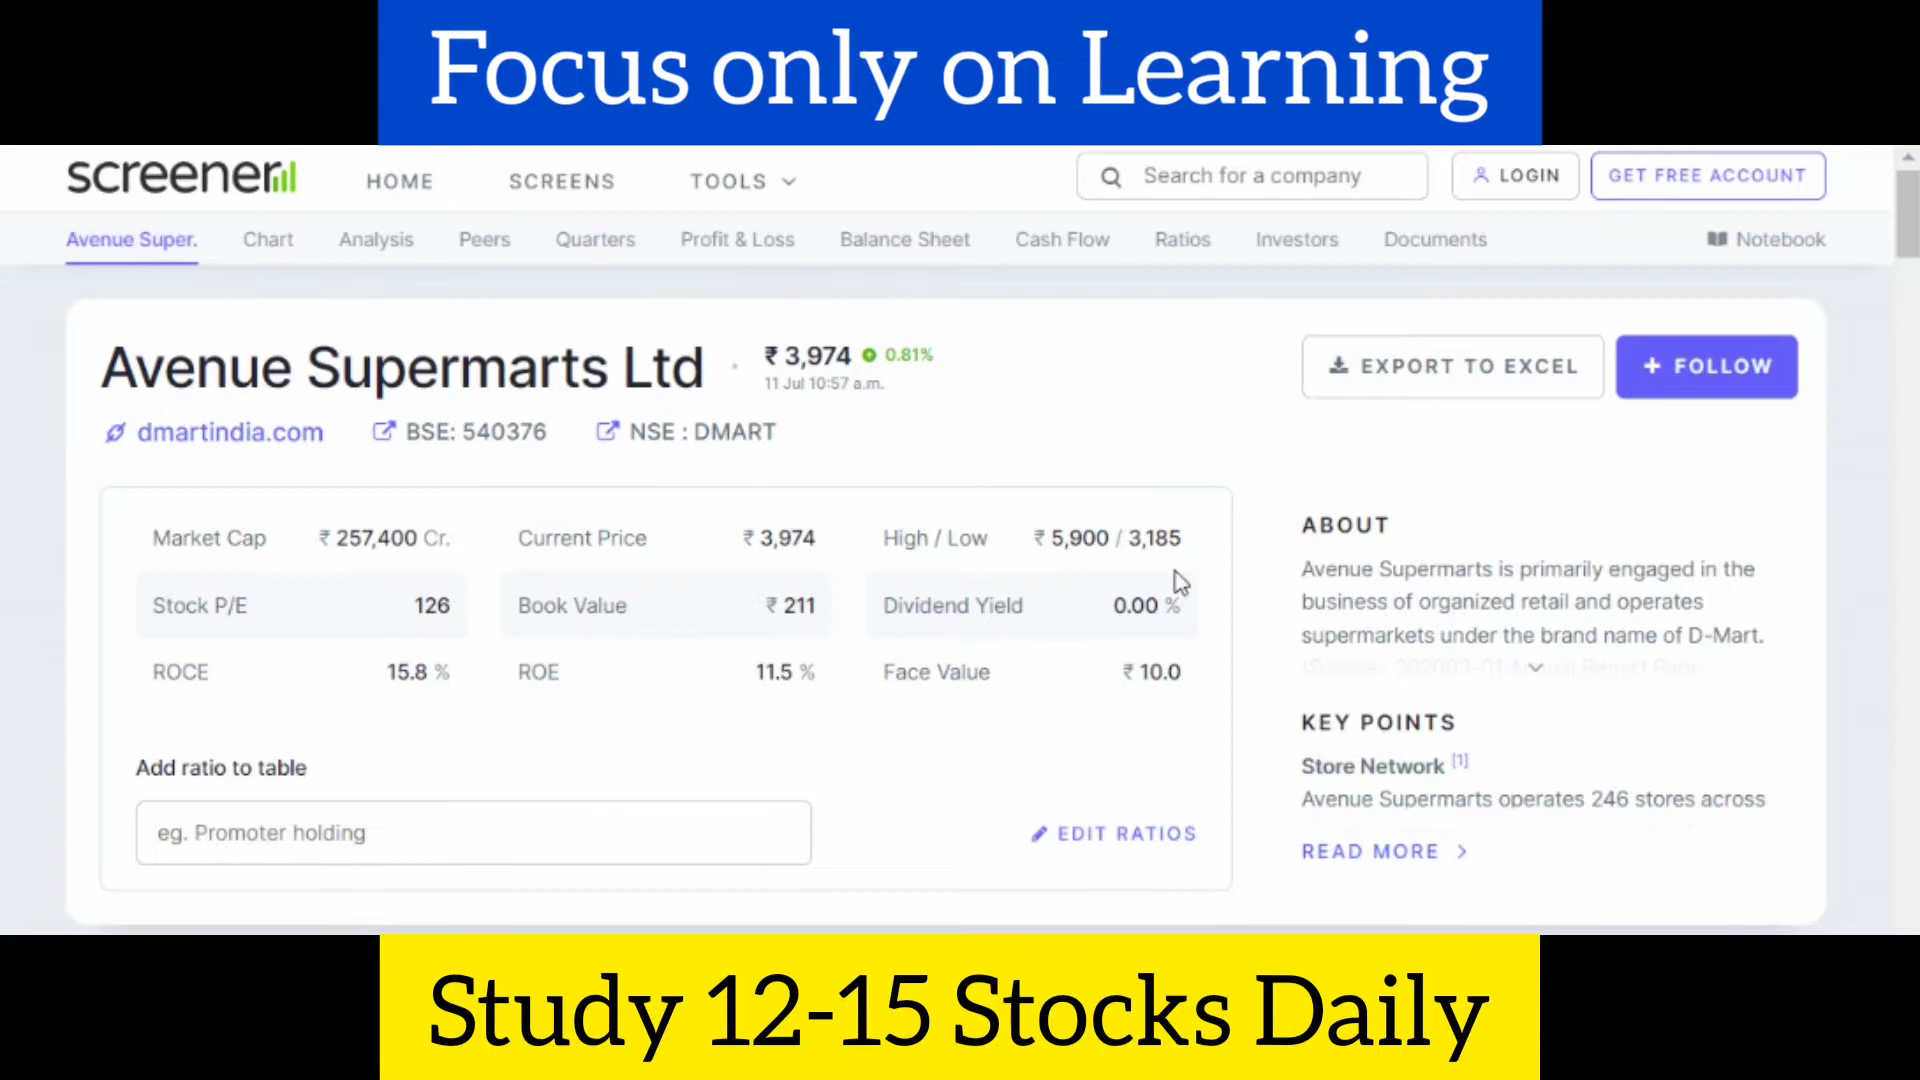 Focus only on Learning
screener
HOME
SCREENS
TOOLS
Search for a company
LOGIN
GET FREE ACCOUNT
Avenue Super.
Chart
Analysis
Peers
Quarters
Profit & Loss
Balance Sheet
Cash Flow
Ratios
Investors
Documents
Notebook
Avenue Supermarts Ltd
₹ 3,974 0.81%
11 Jul 10:57 a.m.
EXPORT TO EXCEL
+ FOLLOW
dmartindia.com
BSE: 540376
NSE : DMART
Market Cap ₹ 257,400 Cr.
Current Price ₹ 3,974
High / Low ₹ 5,900 / 3,185
Stock P/E 126
Book Value ₹ 211
Dividend Yield 0.00 %
ROCE 15.8 %
ROE 11.5 %
Face Value ₹ 10.0
Add ratio to table
eg. Promoter holding
EDIT RATIOS
ABOUT
Avenue Supermarts is primarily engaged in the
business of organized retail and operates
supermarkets under the brand name of D-Mart.
KEY POINTS
Store Network [1]
Avenue Supermarts operates 246 stores across
READ MORE
Study 12-15 Stocks Daily